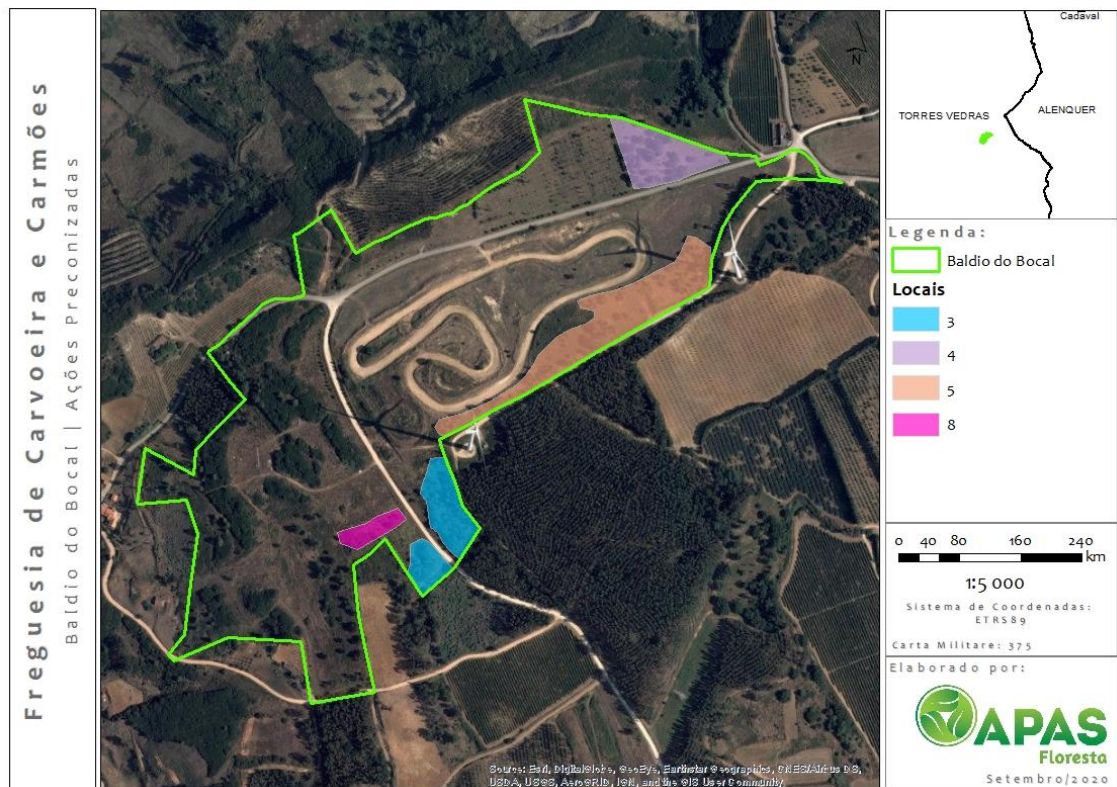 Freguesia de Carvoeira e Carmões
Baldio do Bocal | Ações Preconizadas
N
Source: Esri, DigitalGlobe, GeoEye, Earthstar Geographics, CNES/Airbus DS,
USDA, USGS, AeroGRID, IGN, and the GIS User Community
Cadaval
TORRES VEDRAS
ALENQUER
Legenda:
Baldio do Bocal
Locais
3
4
5
8
0 40 80 160 240
km
1:5 000
Sistema de Coordenadas:
ETRS89
Carta Militare: 375
Elaborado por:
APAS
Floresta
Setembro/2020